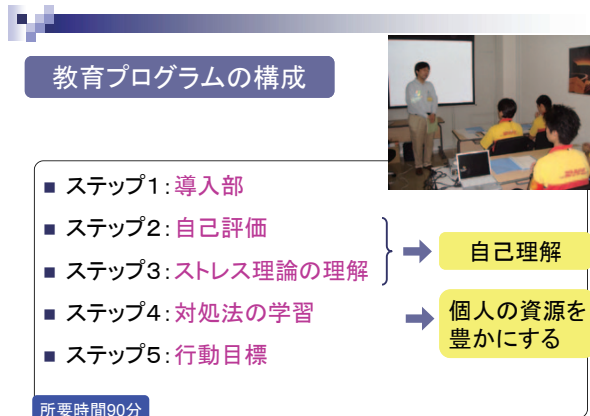 教育プログラムの構成
ステップ1:導入部
ステップ2:自己評価
ステップ3:ストレス理論の理解
自己理解
ステップ4:対処法の学習
個人の資源を
豊かにする
ステップ5:行動目標
所要時間90分